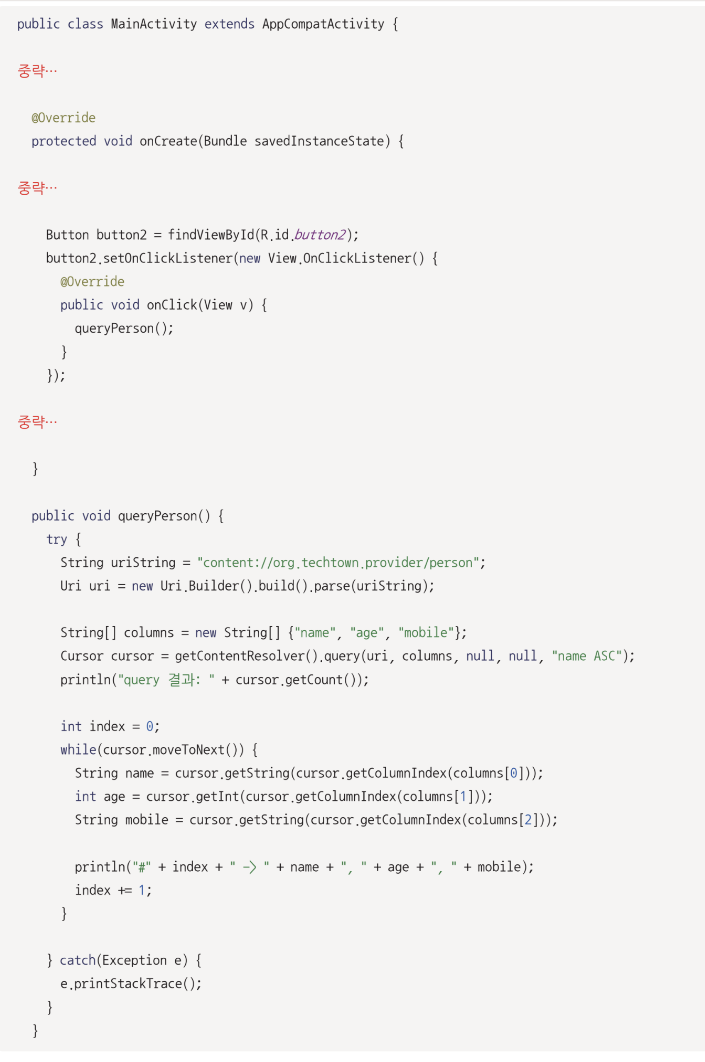 public class MainActivity extends AppCompatActivity {
중략…
@Override
protected void onCreate(Bundle savedInstanceState) {
중략…
Button button2 = findViewById(R.id.button2);
button2.setOnClickListener(new View.OnClickListener() {
@Override
public void onClick(View v) {
queryPerson();
}
});
중략…
}
public void queryPerson() {
try {
String uriString = "content://org.techtown.provider/person";
Uri uri = new Uri.Builder().build().parse(uriString);
String[] columns = new String[] {"name", "age", "mobile"};
Cursor cursor = getContentResolver().query(uri, columns, null, null, "name ASC");
println("query 결과: " + cursor.getCount());
int index = 0;
while(cursor.moveToNext()) {
String name = cursor.getString(cursor.getColumnIndex(columns[0]));
int age = cursor.getInt(cursor.getColumnIndex(columns[1]));
String mobile = cursor.getString(cursor.getColumnIndex(columns[2]));
println("#" + index + " -> " + name + ", " + age + ", " + mobile);
index += 1;
}
} catch(Exception e) {
e.printStackTrace();
}
}